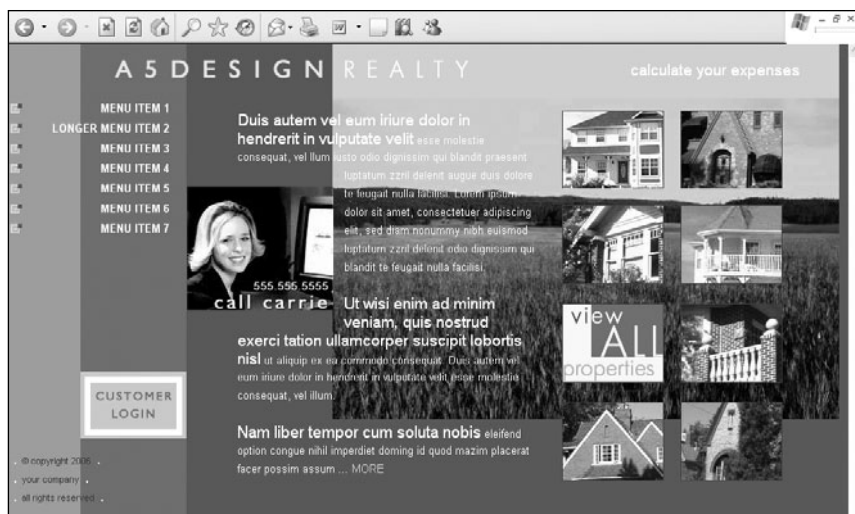 A5DESIGN REALTY
calculate your expenses
MENU ITEM 1
LONGER MENU ITEM 2
MENU ITEM 3
MENU ITEM 4
MENU ITEM 5
MENU ITEM 6
MENU ITEM 7
CUSTOMER
LOGIN
© copyright 2006
your company
all rights reserved
555 555 5555
call carrie
Duis autem vel eum iriure dolor in
hendrerit in vulputate velit esse molestie
consequat, vel illum iusto odio dignissim qui blandit praesent
luptatum zzril delenit augue duis dolore
te feugait nulla facilisi. Lorem ipsum
dolor sit amet, consectetuer adipiscing
elit, sed diam nonummy nibh euismod
luptatum zzril delenit odio dignissim qui
blandit te feugait nulla facilisi.
Ut wisi enim ad minim
veniam, quis nostrud
exerci tation ullamcorper suscipit lobortis
nisl ut aliquip ex ea commodo consequat. Duis autem vel
eum iriure dolor in hendrerit in vulputate velit esse molestie
consequat, vel illum.
Nam liber tempor cum soluta nobis eleifend
option congue nihil imperdiet doming id quod mazim placerat
facer possim assum ... MORE
view
ALL
properties